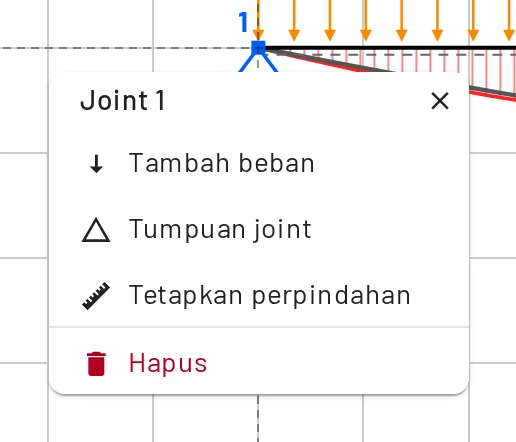 1
Joint 1
Tambah beban
Tumpuan joint
Tetapkan perpindahan
Hapus